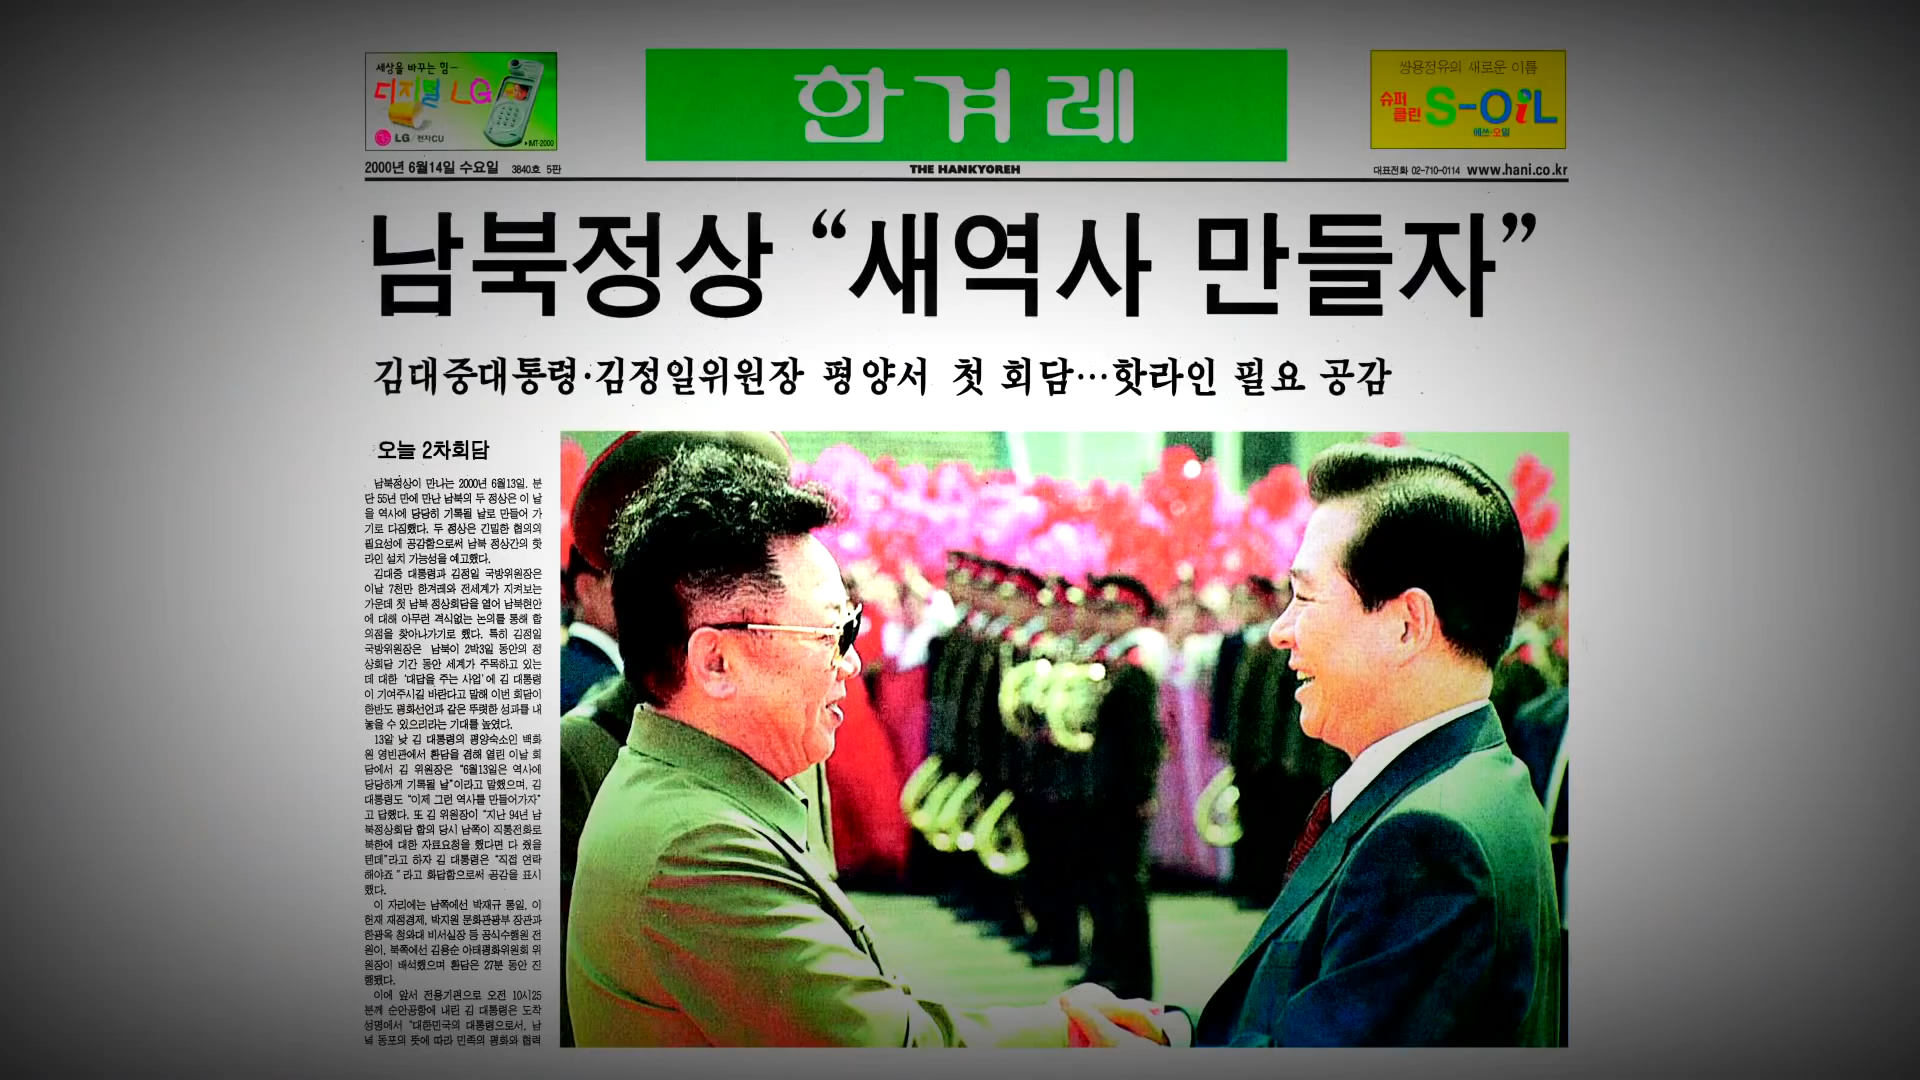 세상을 바꾸는 힘—
디지털 LG
LG / 전자CU
▶IMT-2000
한겨레
쌍용정유의 새로운 이름
슈퍼
클린 S-OiL
에쓰-오일
2000년 6월14일 수요일 3840호 5판
THE HANKYOREH
대표전화 02-710-0114 www.hani.co.kr
남북정상 “새역사 만들자”
김대중대통령·김정일위원장 평양서 첫 회담…핫라인 필요 공감
오늘 2차회담
남북정상이 만나는 2000년 6월13일. 분
단 55년 만에 만난 남북의 두 정상은 이 날
을 역사에 당당히 기록될 날로 만들어 가
기로 다짐했다. 두 정상은 긴밀한 협의의
필요성에 공감함으로써 남북 정상간의 핫
라인 설치 가능성을 예고했다.
김대중 대통령과 김정일 국방위원장은
이날 7천만 한겨레와 전세계가 지켜보는
가운데 첫 남북 정상회담을 열어 남북현안
에 대해 아무런 격식없는 논의를 통해 합
의점을 찾아나가기로 했다. 특히 김정일
국방위원장은 남북이 2박3일 동안의 정
상회담 기간 동안 세계가 주목하고 있는
데 대한 ‘대답을 주는 사업’에 김 대통령
이 기여주시길 바란다고 말해 이번 회담이
한반도 평화선언과 같은 뚜렷한 성과를 내
놓을 수 있으리라는 기대를 높였다.
13일 낮 김 대통령의 평양숙소인 백화
원 영빈관에서 환담을 겸해 열린 이날 회
담에서 김 위원장은 “6월13일은 역사에
당당하게 기록될 날”이라고 말했으며, 김
대통령도 “이제 그런 역사를 만들어가자”
고 답했다. 또 김 위원장이 “지난 94년 남
북정상회담 합의 당시 남쪽이 직통전화로
북한에 대한 자료요청을 했다면 다 줬을
텐데”라고 하자 김 대통령은 “직접 연락
해야죠”라고 화답함으로써 공감을 표시
했다.
이 자리에는 남쪽에선 박재규 통일, 이
헌재 재정경제, 박지원 문화관광부 장관과
한광옥 청와대 비서실장 등 공식수행원 전
원이, 북쪽에선 김용순 아태평화위원회 위
원장이 배석했으며 환담은 27분 동안 진
행됐다.
이에 앞서 전용기편으로 오전 10시25
분께 순안공항에 내린 김 대통령은 도착
성명에서 “대한민국의 대통령으로서, 남
녘 동포의 뜻에 따라 민족의 평화와 협력